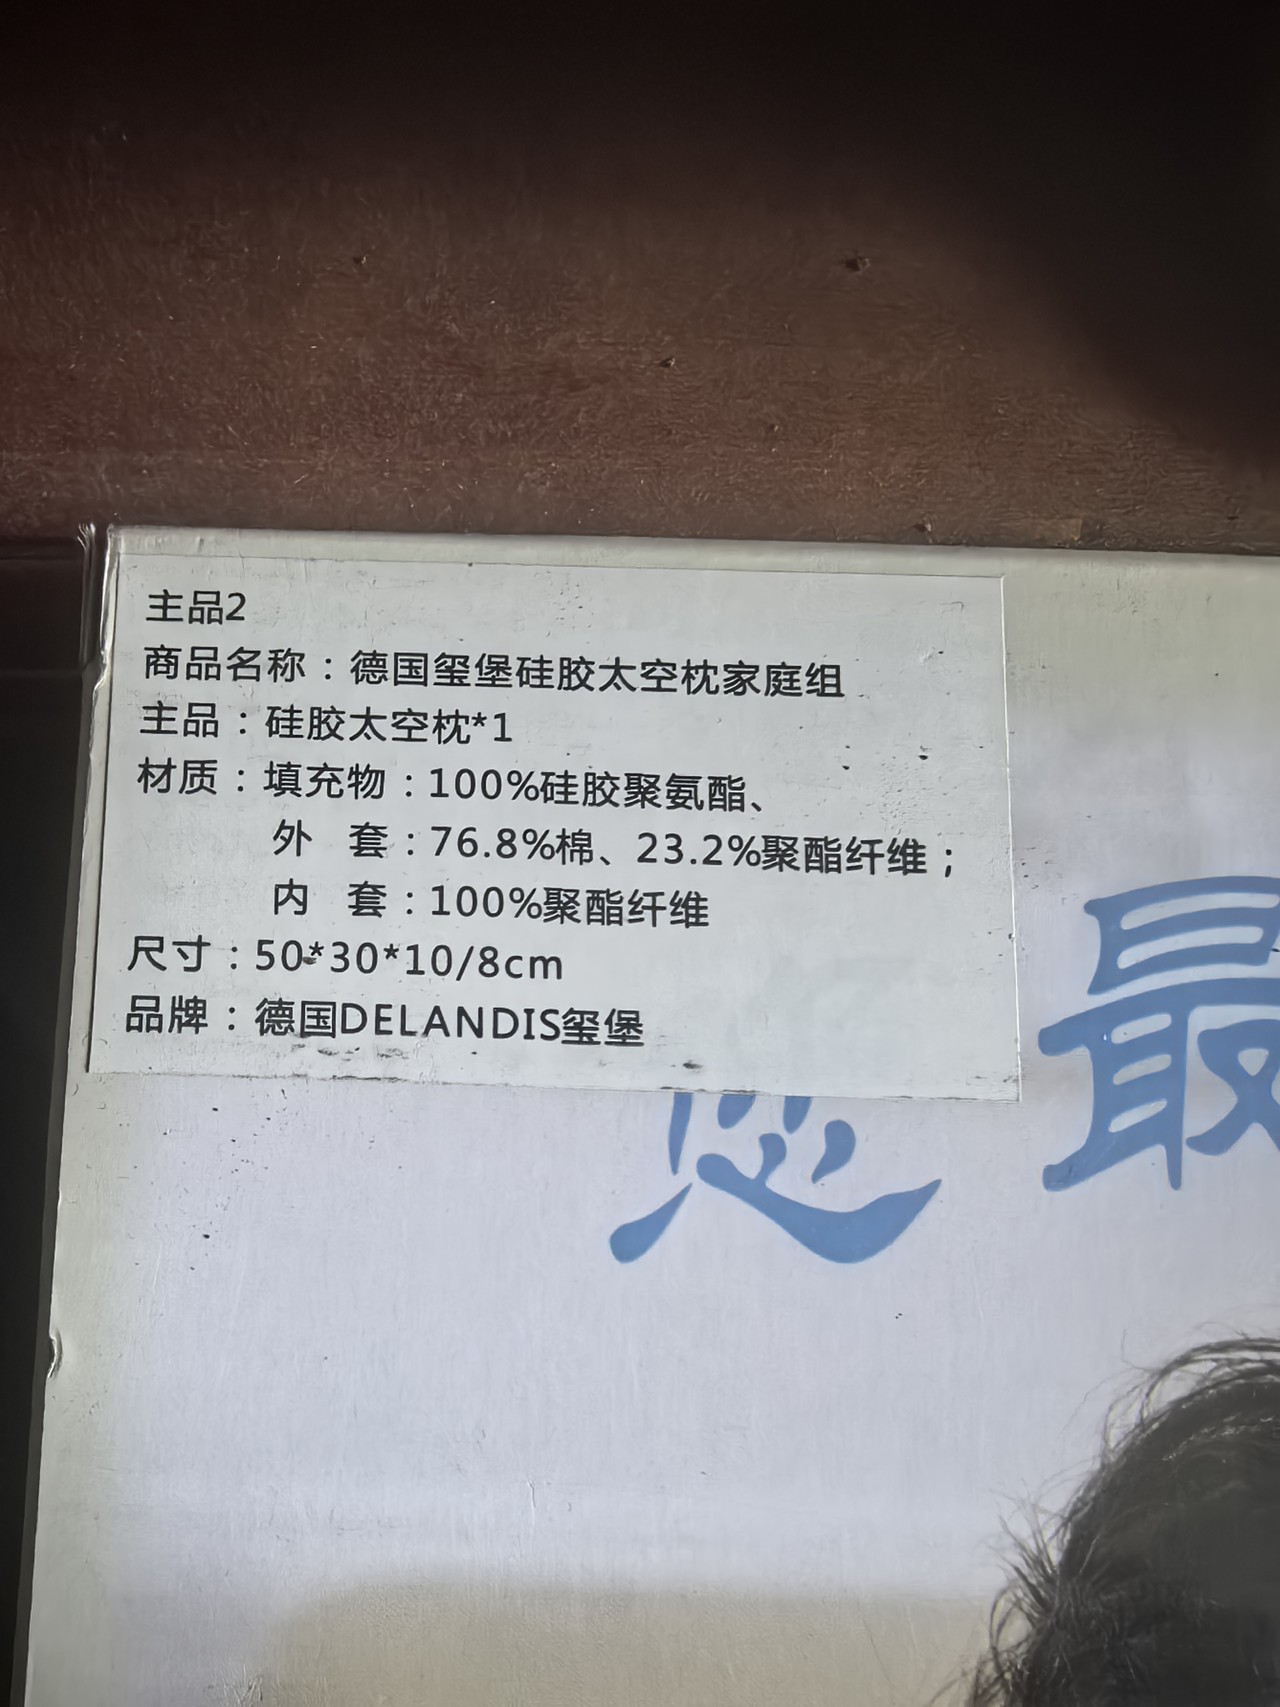 主品2
商品名称：德国玺堡硅胶太空枕家庭组
主品：硅胶太空枕*1
材质：填充物：100%硅胶聚氨酯、
外 套：76.8%棉、23.2%聚酯纤维；
内 套：100%聚酯纤维
尺寸：50*30*10/8cm
品牌：德国DELANDIS玺堡
最